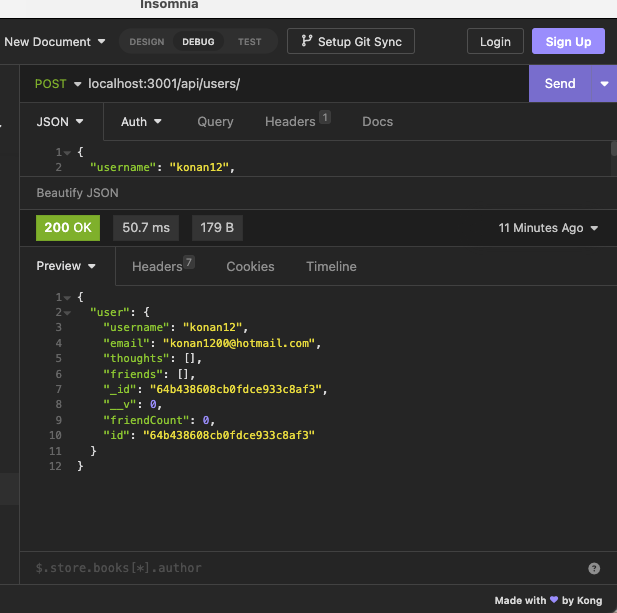 Insomnia
New Document DESIGN DEBUG TEST Setup Git Sync Login Sign Up
POST localhost:3001/api/users/ Send
JSON Auth Query Headers 1 Docs
1 {
2 "username": "konan12",
Beautify JSON
200 OK 50.7 ms 179 B 11 Minutes Ago
Preview Headers 7 Cookies Timeline
1 {
2 "user": {
3 "username": "konan12",
4 "email": "konan1200@hotmail.com",
5 "thoughts": [],
6 "friends": [],
7 "_id": "64b438608cb0fdce933c8af3",
8 "__v": 0,
9 "friendCount": 0,
10 "id": "64b438608cb0fdce933c8af3"
11 }
12 }
$.store.books[*].author ?
Made with 💜 by Kong